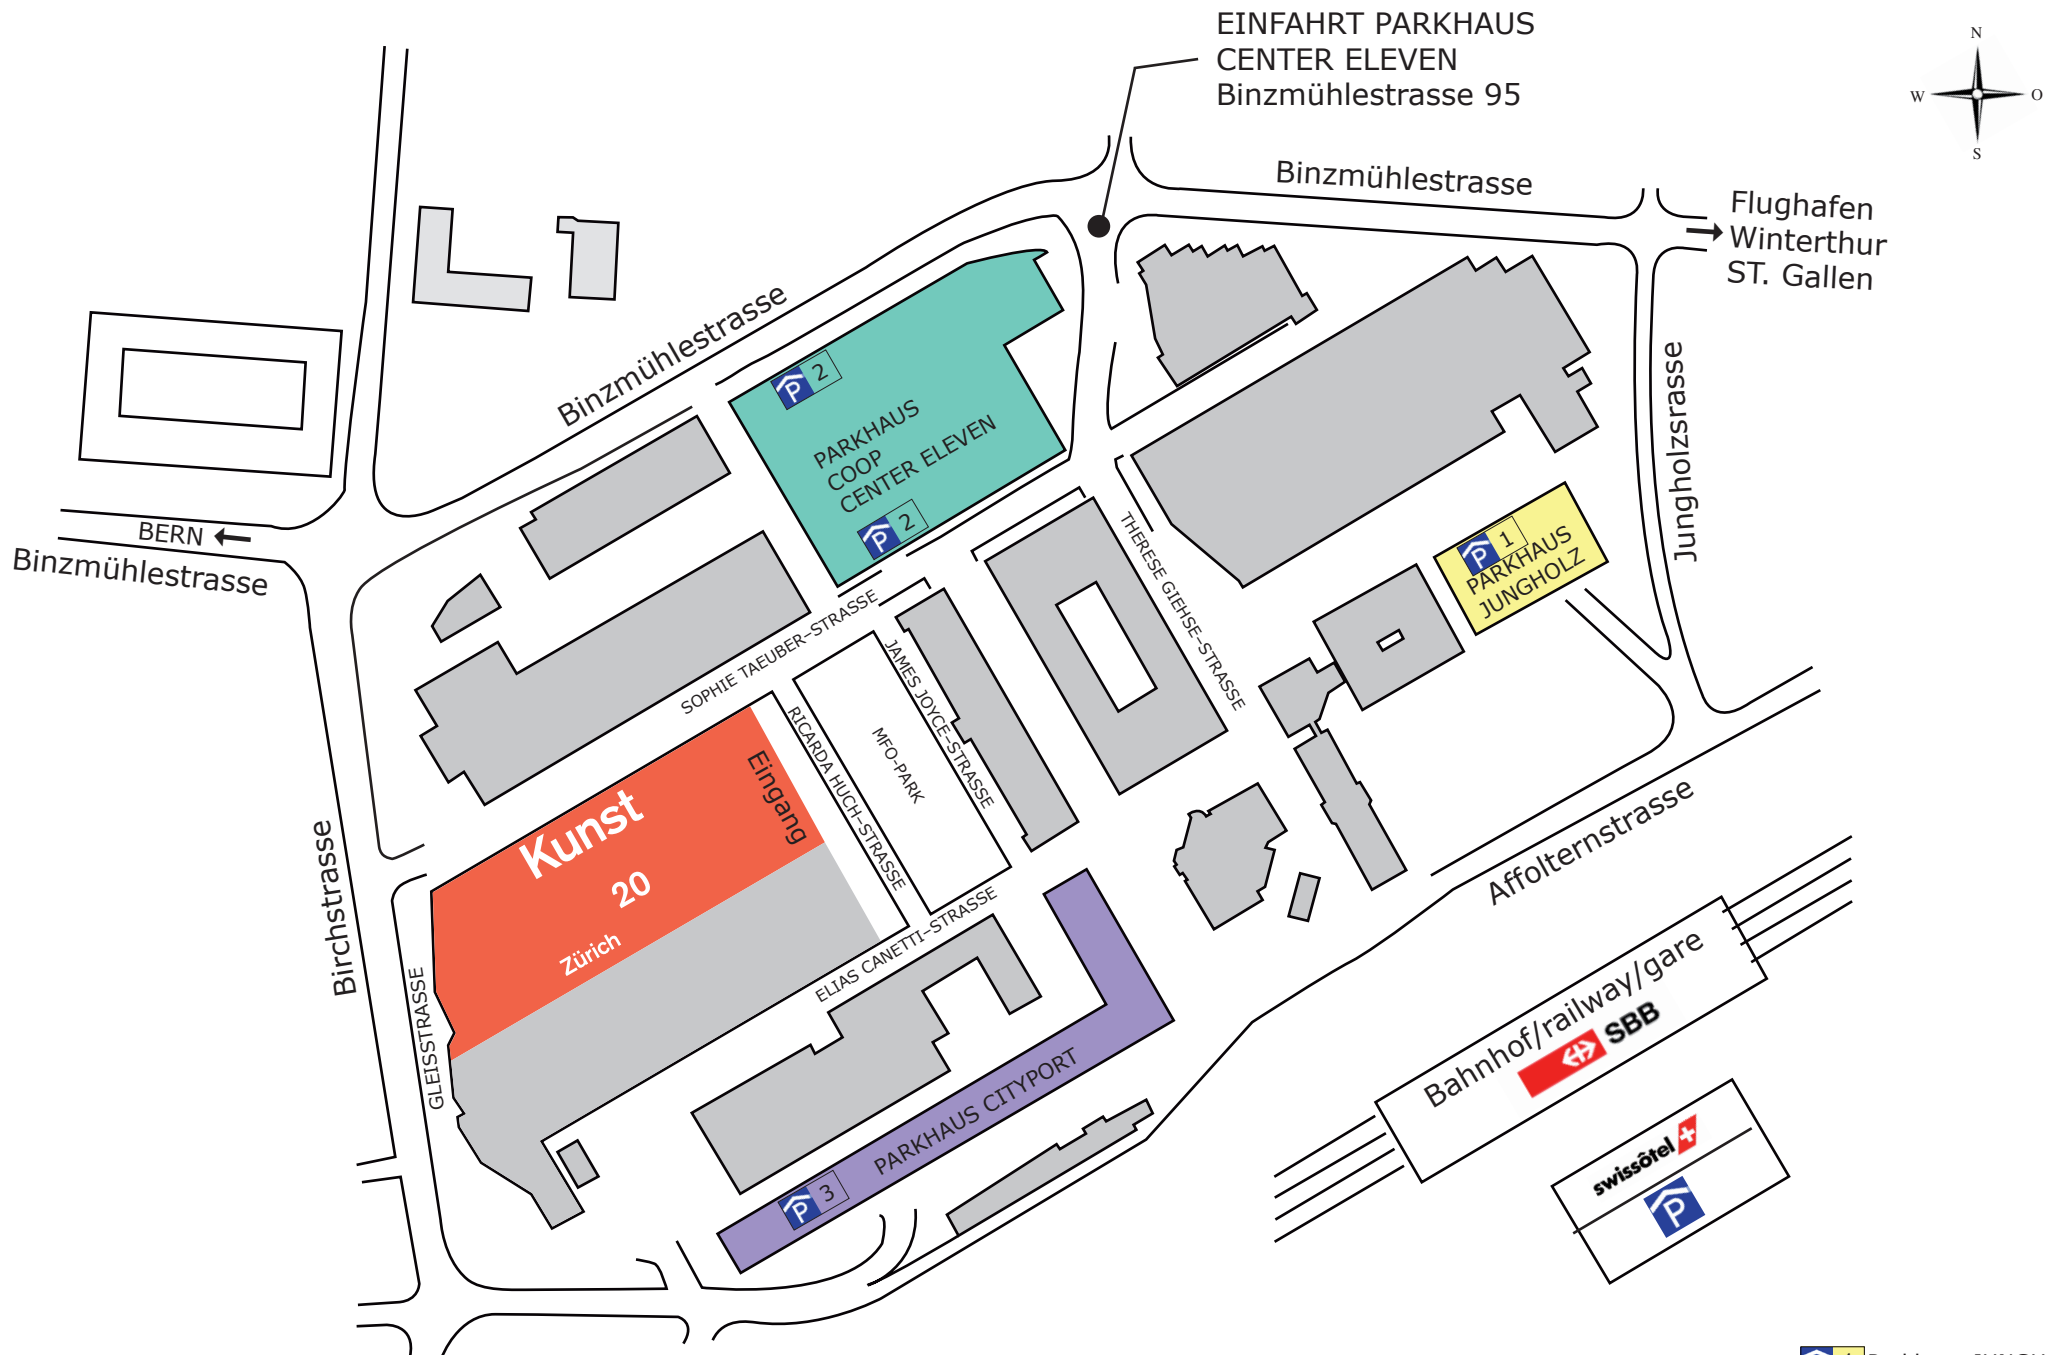 EINFAHRT PARKHAUS
CENTER ELEVEN
Binzmühlestrasse 95
N
W
O
S
Binzmühlestrasse
Flughafen
Winterthur
ST. Gallen
Binzmühlestrasse
P 2
PARKHAUS
COOP
CENTER ELEVEN
P 2
Jungholzsrasse
BERN
Binzmühlestrasse
THERESE GIEHSE-STRASSE
P 1
PARKHAUS
JUNGHOLZ
SOPHIE TAEUBER-STRASSE
JAMES JOYCE-STRASSE
RICARDA HUCH-STRASSE
MFO-PARK
Eingang
Kunst
20
Zürich
Birchstrasse
GLEISSTRASSE
ELIAS CANETTI-STRASSE
Affolternstrasse
Bahnhof/railway/gare
SBB
PARKHAUS CITYPORT
P 3
swissôtel
P